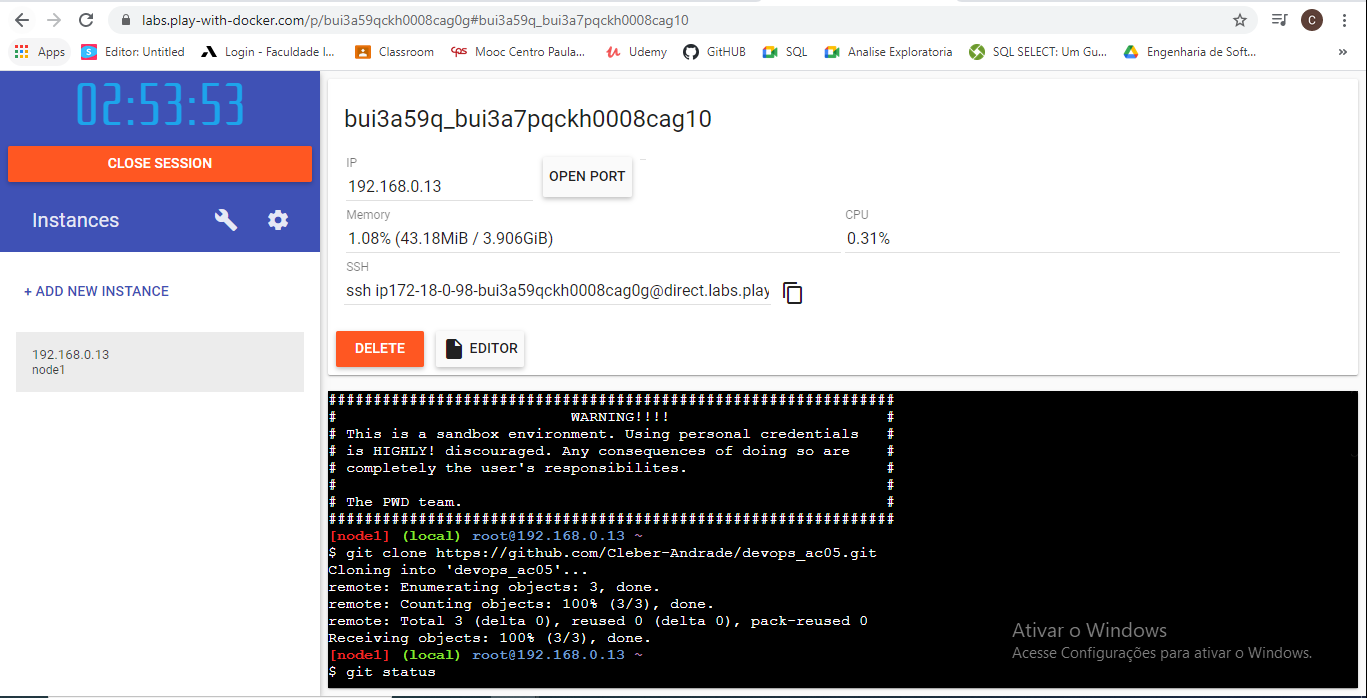 labs.play-with-docker.com/p/bui3a59qckh0008cag0g#bui3a59q_bui3a7pqckh0008cag10
C
Apps S Editor: Untitled Login - Faculdade I... Classroom cps Mooc Centro Paula... Udemy GitHUB SQL Analise Exploratoria SQL SELECT: Um Gu... Engenharia de Soft... »
02:53:53
CLOSE SESSION
Instances
+ ADD NEW INSTANCE
192.168.0.13
node1
bui3a59q_bui3a7pqckh0008cag10
IP
192.168.0.13
OPEN PORT
Memory
1.08% (43.18MiB / 3.906GiB)
CPU
0.31%
SSH
ssh ip172-18-0-98-bui3a59qckh0008cag0g@direct.labs.play
DELETE
EDITOR
###############################################################
# WARNING!!!! #
# This is a sandbox environment. Using personal credentials #
# is HIGHLY! discouraged. Any consequences of doing so are #
# completely the user's responsibilites. #
# #
# The PWD team. #
###############################################################
[node1] (local) root@192.168.0.13 ~
$ git clone https://github.com/Cleber-Andrade/devops_ac05.git
Cloning into 'devops_ac05'...
remote: Enumerating objects: 3, done.
remote: Counting objects: 100% (3/3), done.
remote: Total 3 (delta 0), reused 0 (delta 0), pack-reused 0
Receiving objects: 100% (3/3), done.
[node1] (local) root@192.168.0.13 ~
$ git status
Ativar o Windows
Acesse Configurações para ativar o Windows.